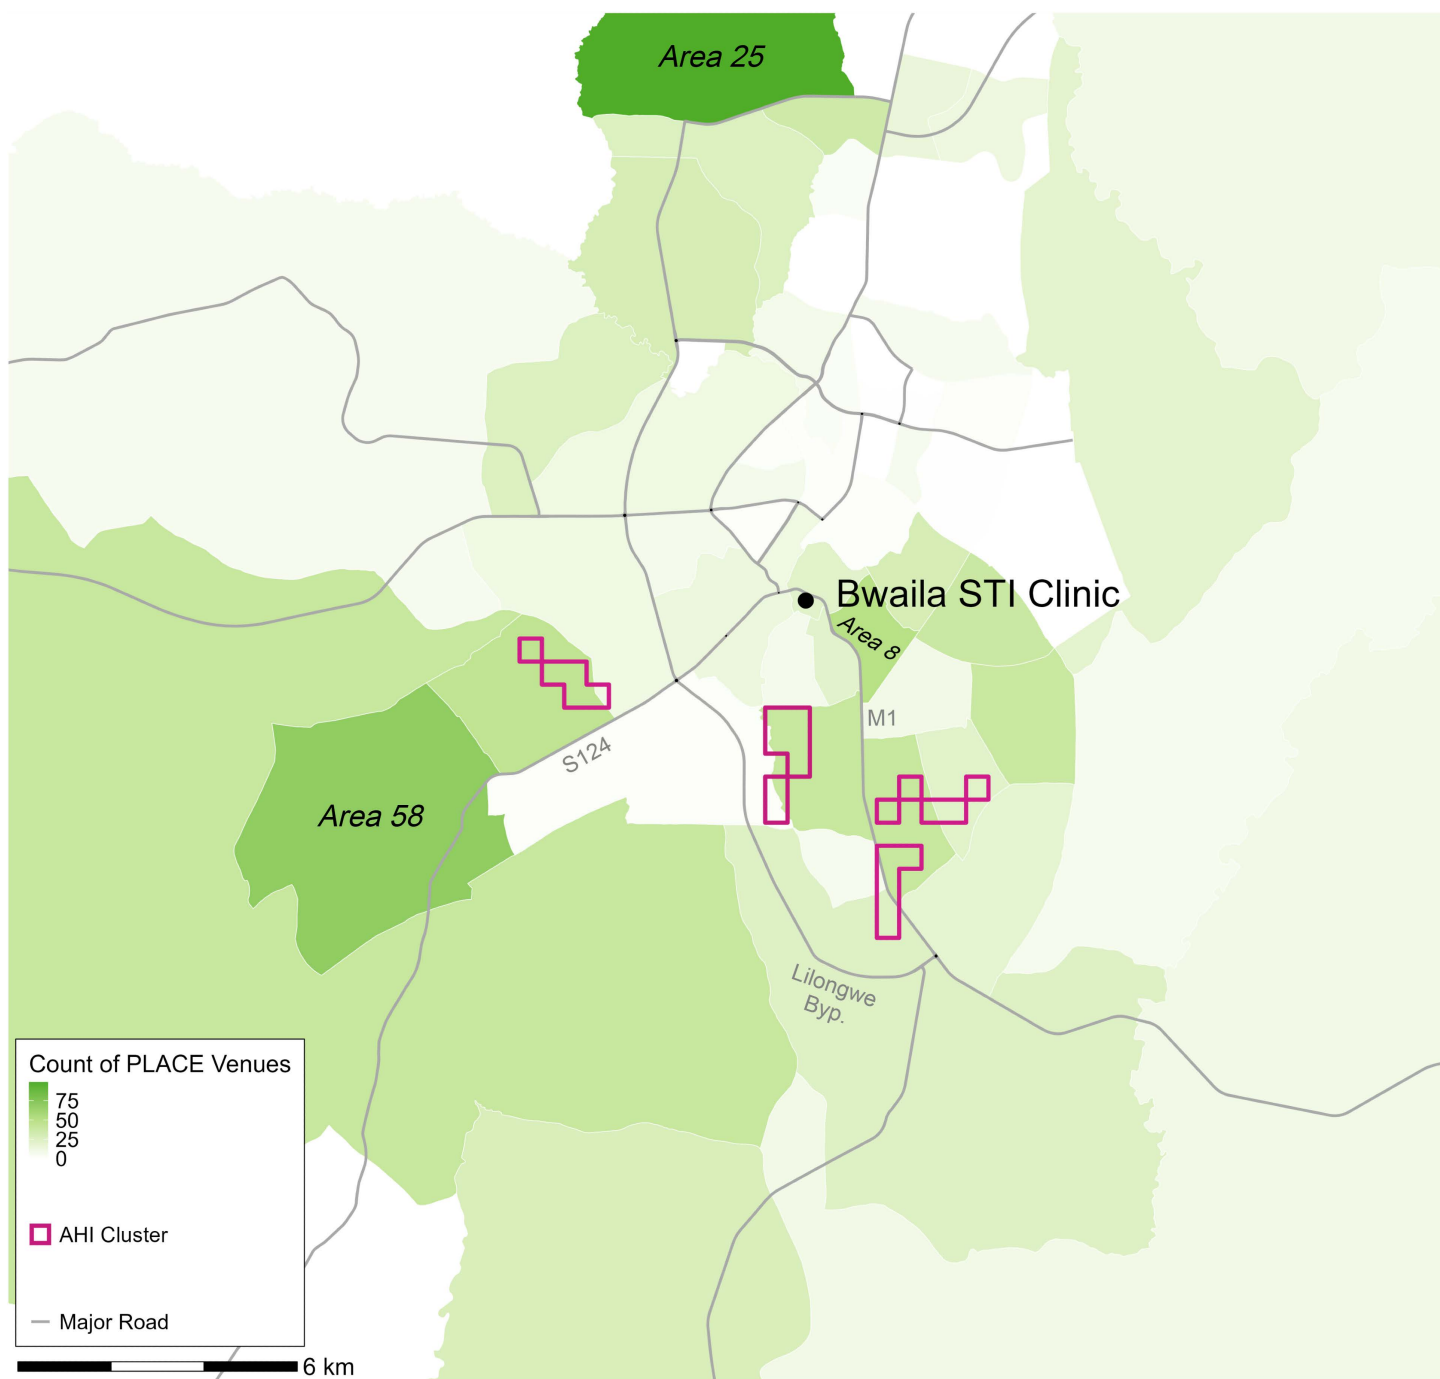 Area 25
Bwaila STI Clinic
Area 8
M1
S124
Area 58
Lilongwe
Byp.
Count of PLACE Venues
75
50
25
0
AHI Cluster
Major Road
6 km